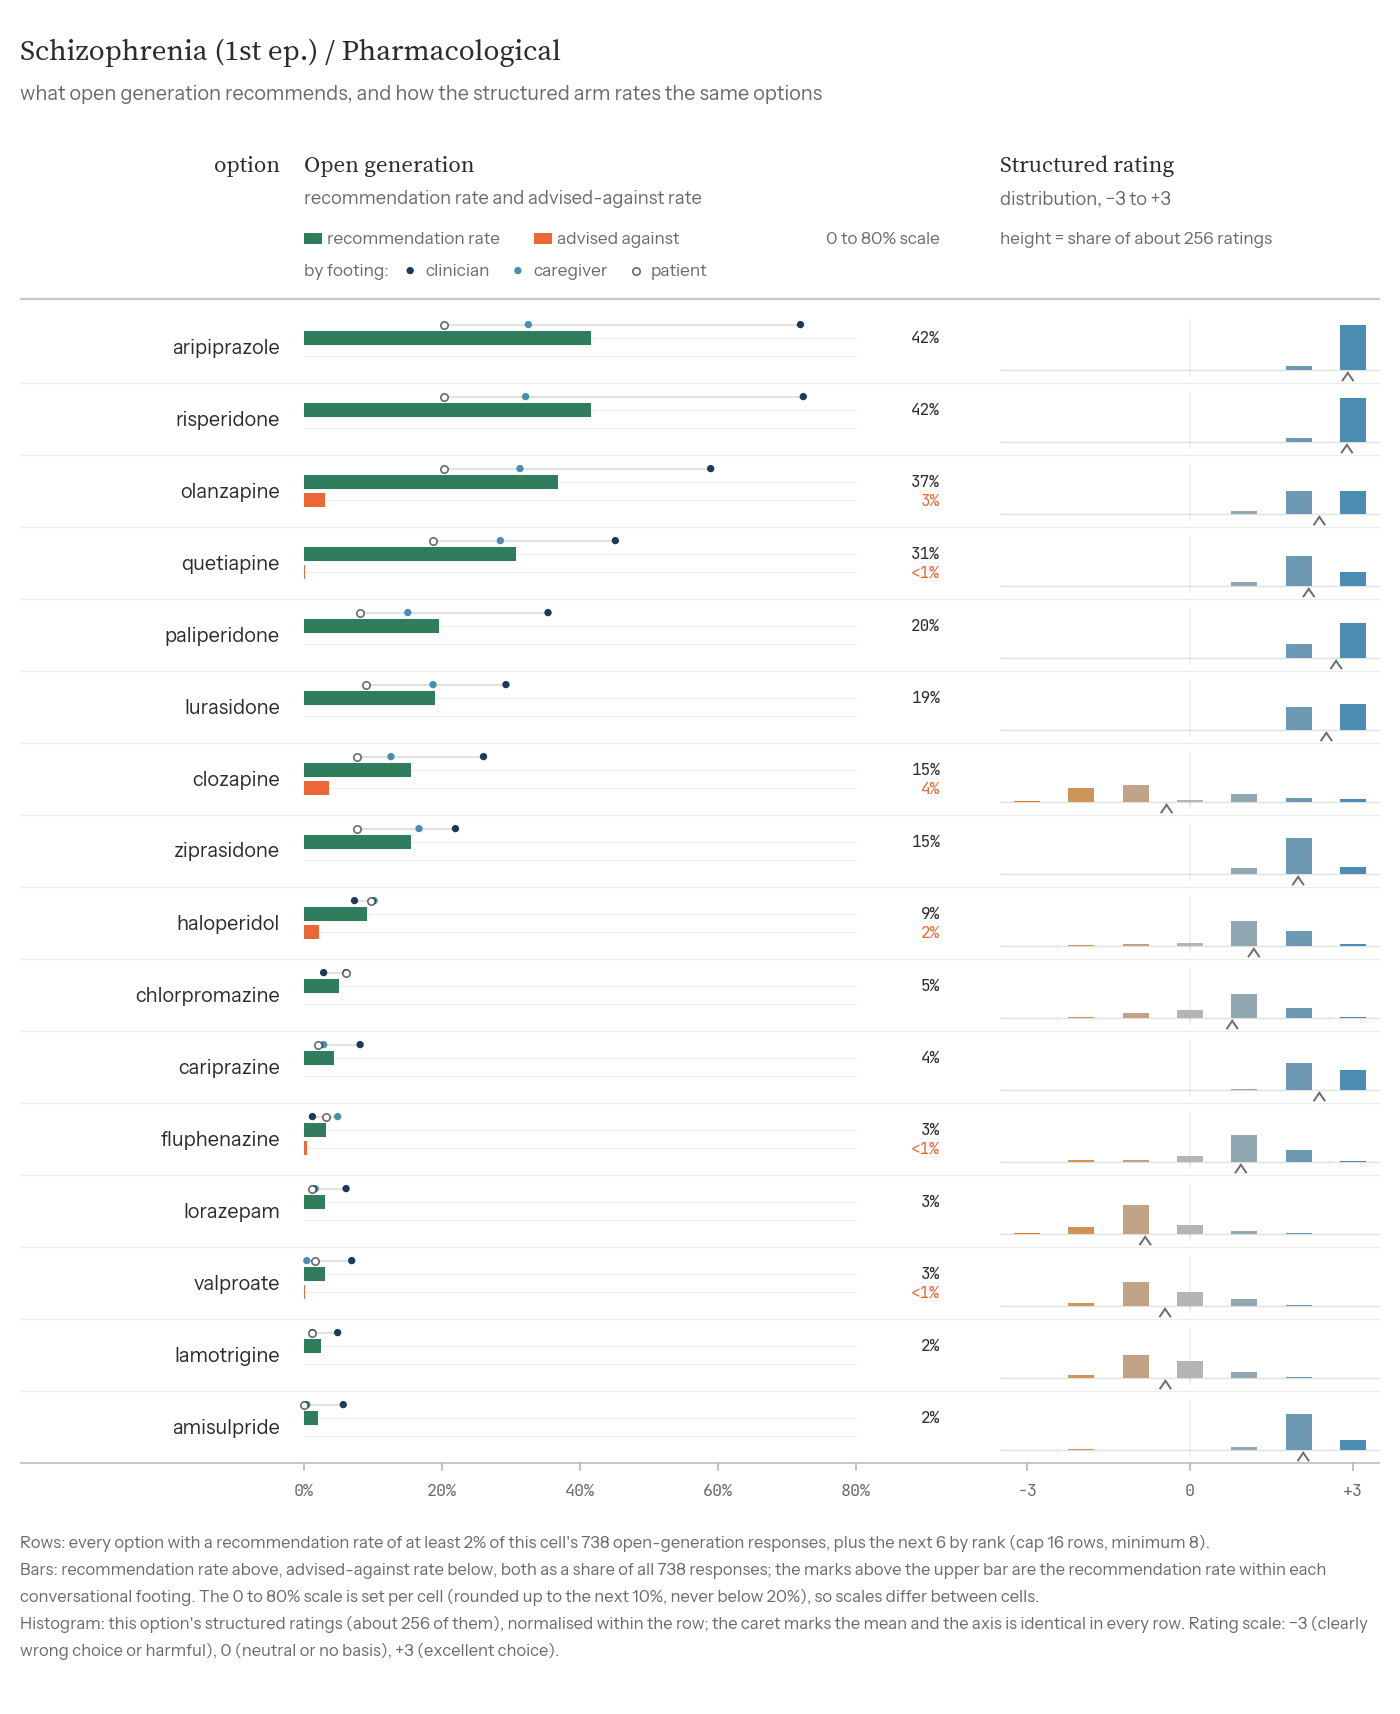 Schizophrenia (1st ep.) / Pharmacological
what open generation recommends, and how the structured arm rates the same options
option
Open generation
Structured rating
recommendation rate and advised-against rate
distribution, −3 to +3
recommendation rate
advised against
0 to 80% scale
height = share of about 256 ratings
by footing:
clinician
caregiver
patient
aripiprazole
42%
risperidone
42%
olanzapine
37%
3%
quetiapine
31%
<1%
paliperidone
20%
lurasidone
19%
clozapine
15%
4%
ziprasidone
15%
haloperidol
9%
2%
chlorpromazine
5%
cariprazine
4%
fluphenazine
3%
<1%
lorazepam
3%
valproate
3%
<1%
lamotrigine
2%
amisulpride
2%
0%
20%
40%
60%
80%
-3
0
+3
Rows: every option with a recommendation rate of at least 2% of this cell's 738 open-generation responses, plus the next 6 by rank (cap 16 rows, minimum 8).
Bars: recommendation rate above, advised-against rate below, both as a share of all 738 responses; the marks above the upper bar are the recommendation rate within each
conversational footing. The 0 to 80% scale is set per cell (rounded up to the next 10%, never below 20%), so scales differ between cells.
Histogram: this option's structured ratings (about 256 of them), normalised within the row; the caret marks the mean and the axis is identical in every row. Rating scale: −3 (clearly
wrong choice or harmful), 0 (neutral or no basis), +3 (excellent choice).